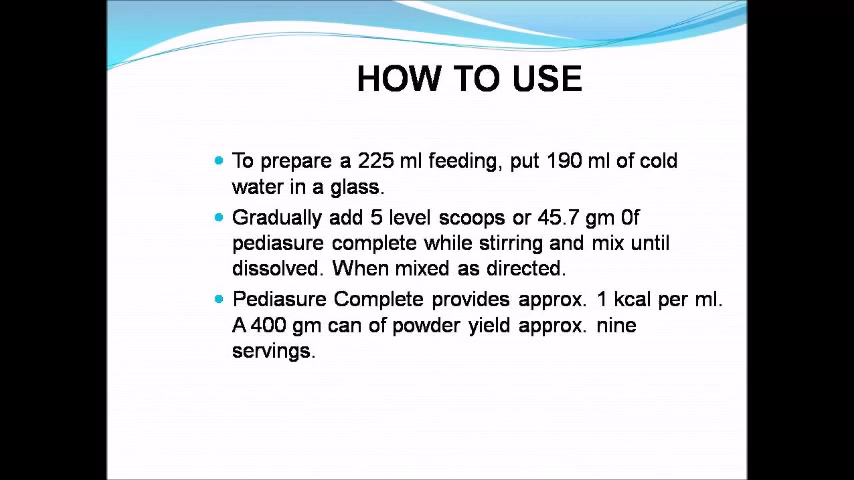 HOW TO USE
• To prepare a 225 ml feeding, put 190 ml of cold
water in a glass.
• Gradually add 5 level scoops or 45.7 gm 0f
pediasure complete while stirring and mix until
dissolved. When mixed as directed.
• Pediasure Complete provides approx. 1 kcal per ml.
A 400 gm can of powder yield approx. nine
servings.